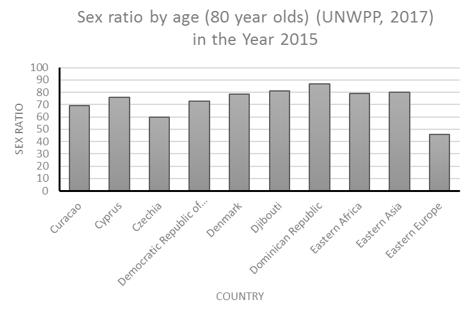 Sex ratio by age (80 year olds) (UNWPP, 2017)
in the Year 2015
100
90
80
70
60
50
40
30
20
10
0
SEX RATIO
Curacao
Cyprus
Czechia
Democratic Republic of...
Denmark
Djibouti
Dominican Republic
Eastern Africa
Eastern Asia
Eastern Europe
COUNTRY